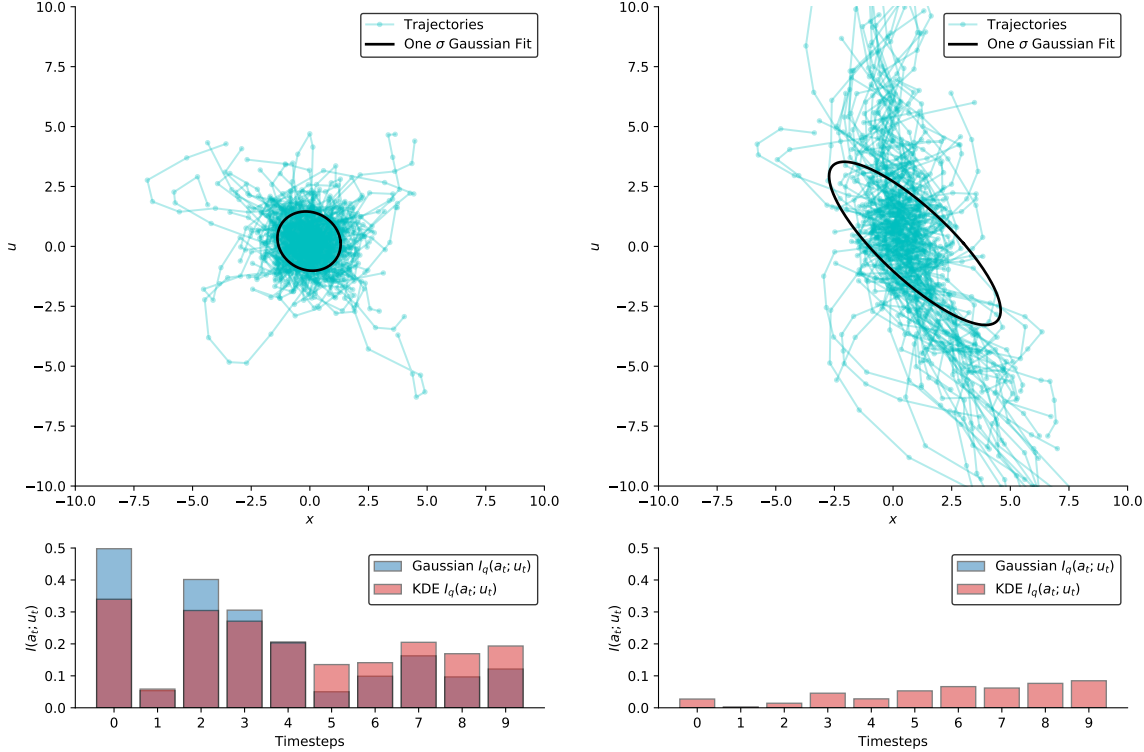 Trajectories
One σ Gaussian Fit
10.0
7.5
5.0
2.5
0.0
−2.5
−5.0
−7.5
−10.0
u
−10.0 −7.5 −5.0 −2.5 0.0 2.5 5.0 7.5 10.0
x
Trajectories
One σ Gaussian Fit
10.0
7.5
5.0
2.5
0.0
−2.5
−5.0
−7.5
−10.0
u
−10.0 −7.5 −5.0 −2.5 0.0 2.5 5.0 7.5 10.0
x
Gaussian I_q(a_t; u_t)
KDE I_q(a_t; u_t)
0.5
0.4
0.3
0.2
0.1
0.0
I(a_t; u_t)
0 1 2 3 4 5 6 7 8 9
Timesteps
Gaussian I_q(a_t; u_t)
KDE I_q(a_t; u_t)
0.5
0.4
0.3
0.2
0.1
0.0
I(a_t; u_t)
0 1 2 3 4 5 6 7 8 9
Timesteps